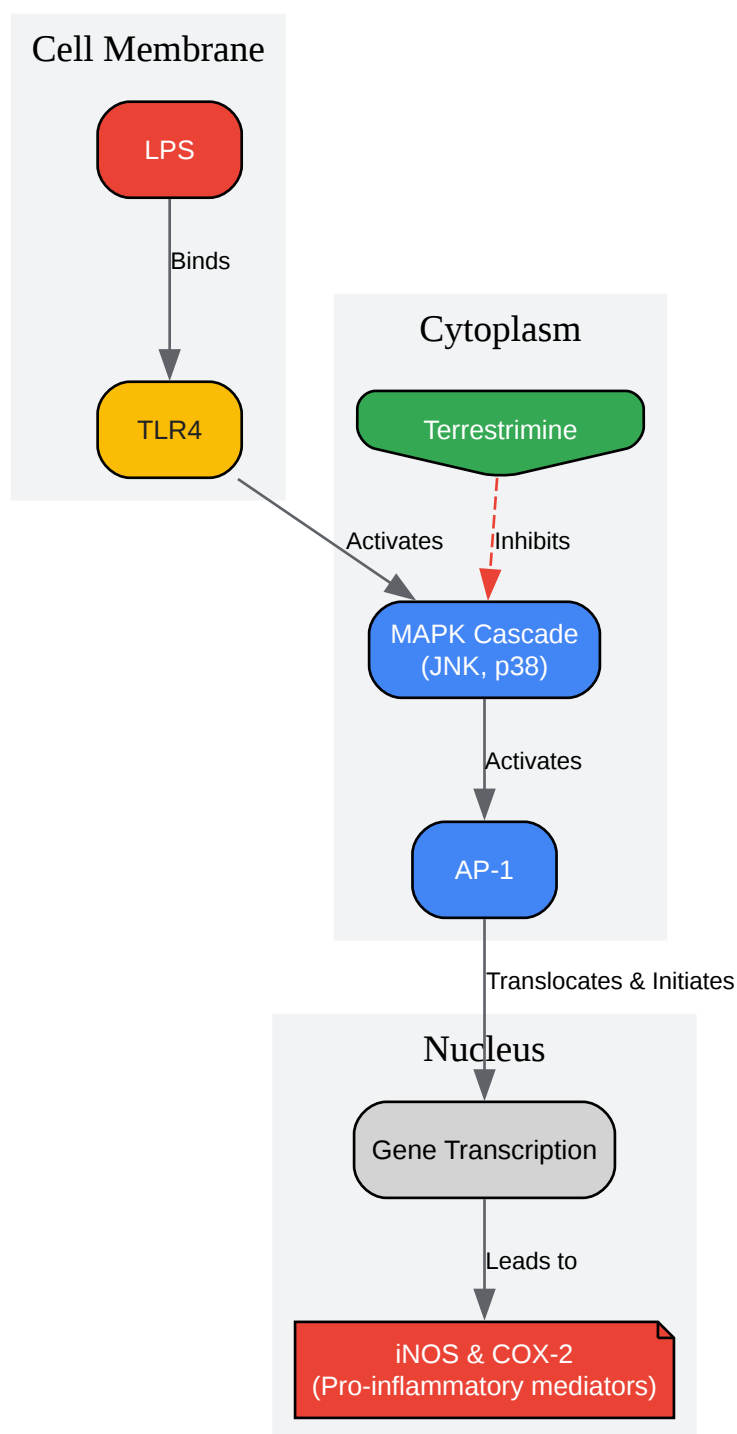 Cell Membrane
LPS
Binds
TLR4
Cytoplasm
Terrestrimine
Activates
Inhibits
MAPK Cascade
(JNK, p38)
Activates
AP-1
Translocates & Initiates
Nucleus
Gene Transcription
Leads to
iNOS & COX-2
(Pro-inflammatory mediators)